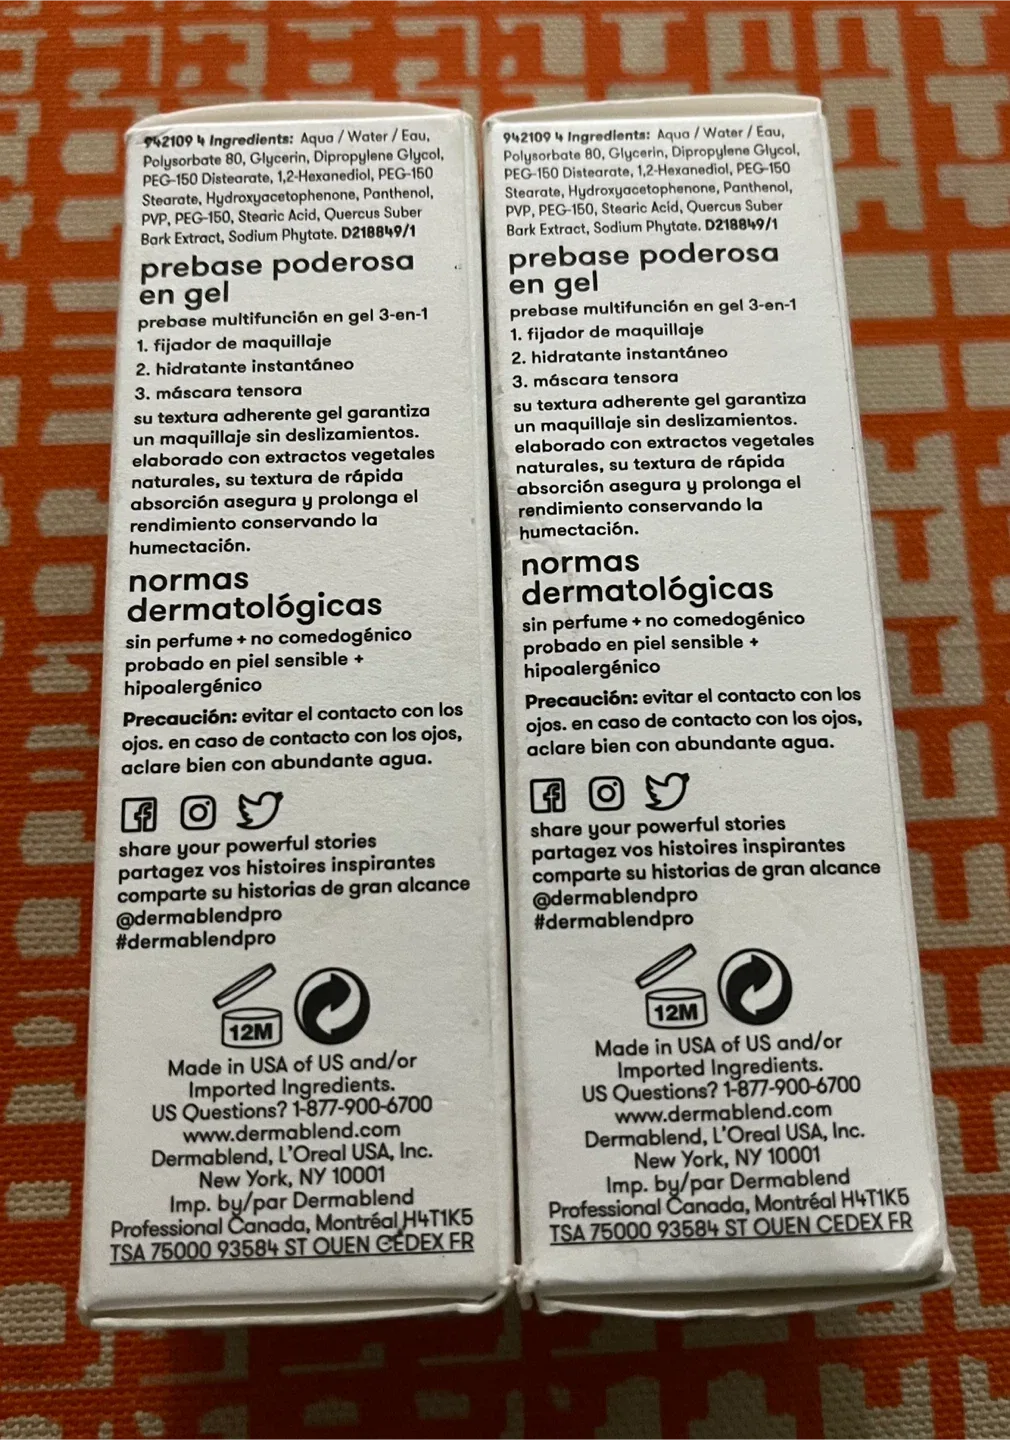 942109 4 Ingredients: Aqua / Water / Eau,
Polysorbate 80, Glycerin, Dipropylene Glycol,
PEG-150 Distearate, 1,2-Hexanediol, PEG-150
Stearate, Hydroxyacetophenone, Panthenol,
PVP, PEG-150, Stearic Acid, Quercus Suber
Bark Extract, Sodium Phytate. D218849/1
prebase poderosa
en gel
prebase multifunción en gel 3-en-1
1. fijador de maquillaje
2. hidratante instantáneo
3. máscara tensora
su textura adherente gel garantiza
un maquillaje sin deslizamientos.
elaborado con extractos vegetales
naturales, su textura de rápida
absorción asegura y prolonga el
rendimiento conservando la
humectación.
normas
dermatológicas
sin perfume + no comedogénico
probado en piel sensible +
hipoalergénico
Precaución: evitar el contacto con los
ojos. en caso de contacto con los ojos,
aclare bien con abundante agua.
share your powerful stories
partagez vos histoires inspirantes
comparte su historias de gran alcance
@dermablendpro
#dermablendpro
12M
Made in USA of US and/or
Imported Ingredients.
US Questions? 1-877-900-6700
www.dermablend.com
Dermablend, L'Oreal USA, Inc.
New York, NY 10001
Imp. by/par Dermablend
Professional Canada, Montréal H4T1K5
TSA 75000 93584 ST OUEN CEDEX FR
942109 4 Ingredients: Aqua / Water / Eau,
Polysorbate 80, Glycerin, Dipropylene Glycol,
PEG-150 Distearate, 1,2-Hexanediol, PEG-150
Stearate, Hydroxyacetophenone, Panthenol,
PVP, PEG-150, Stearic Acid, Quercus Suber
Bark Extract, Sodium Phytate. D218849/1
prebase poderosa
en gel
prebase multifunción en gel 3-en-1
1. fijador de maquillaje
2. hidratante instantáneo
3. máscara tensora
su textura adherente gel garantiza
un maquillaje sin deslizamientos.
elaborado con extractos vegetales
naturales, su textura de rápida
absorción asegura y prolonga el
rendimiento conservando la
humectación.
normas
dermatológicas
sin perfume + no comedogénico
probado en piel sensible +
hipoalergénico
Precaución: evitar el contacto con los
ojos. en caso de contacto con los ojos,
aclare bien con abundante agua.
share your powerful stories
partagez vos histoires inspirantes
comparte su historias de gran alcance
@dermablendpro
#dermablendpro
12M
Made in USA of US and/or
Imported Ingredients.
US Questions? 1-877-900-6700
www.dermablend.com
Dermablend, L'Oreal USA, Inc.
New York, NY 10001
Imp. by/par Dermablend
Professional Canada, Montréal H4T1K5
TSA 75000 93584 ST OUEN CEDEX FR